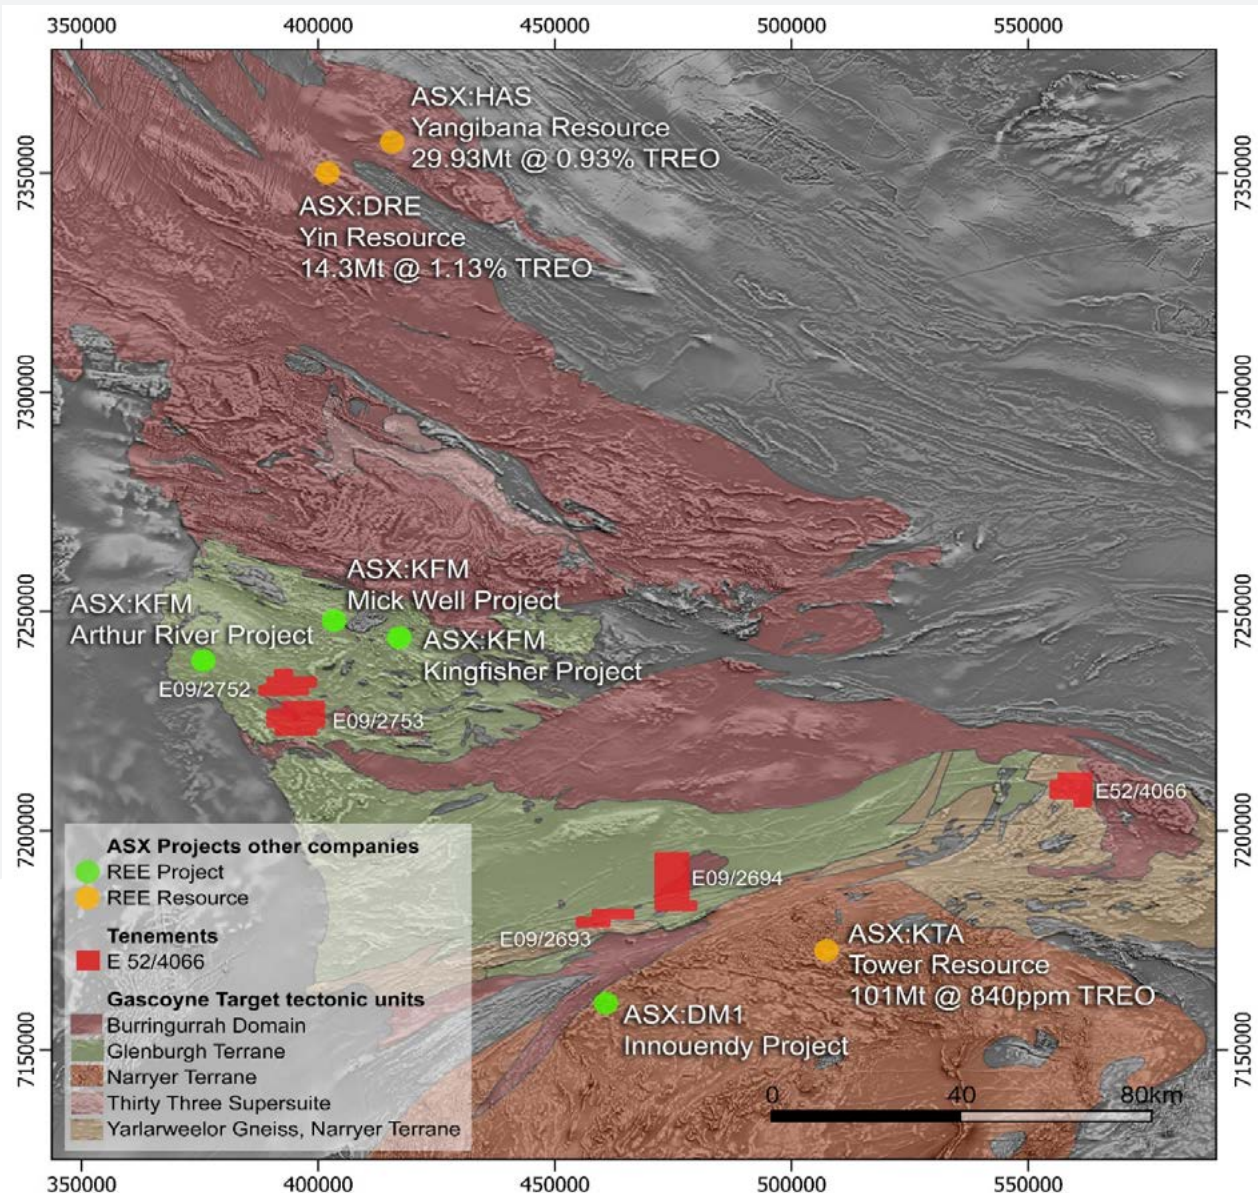 350000
400000
450000
500000
550000
7350000
7350000
ASX:HAS
Yangibana Resource
29.93Mt @ 0.93% TREO
ASX:DRE
Yin Resource
14.3Mt @ 1.13% TREO
7300000
7300000
7250000
7250000
ASX:KFM
Mick Well Project
ASX:KFM
Arthur River Project
ASX:KFM
Kingfisher Project
E09/2752
E09/2753
E52/4066
7200000
7200000
E09/2694
E09/2693
ASX:KTA
Tower Resource
101Mt @ 840ppm TREO
ASX:DM1
Innouendy Project
7150000
7150000
ASX Projects other companies
REE Project
REE Resource
Tenements
E 52/4066
Gascoyne Target tectonic units
Burringurrah Domain
Glenburgh Terrane
Narryer Terrane
Thirty Three Supersuite
Yarlarweelor Gneiss, Narryer Terrane
0 40 80km
350000
400000
450000
500000
550000